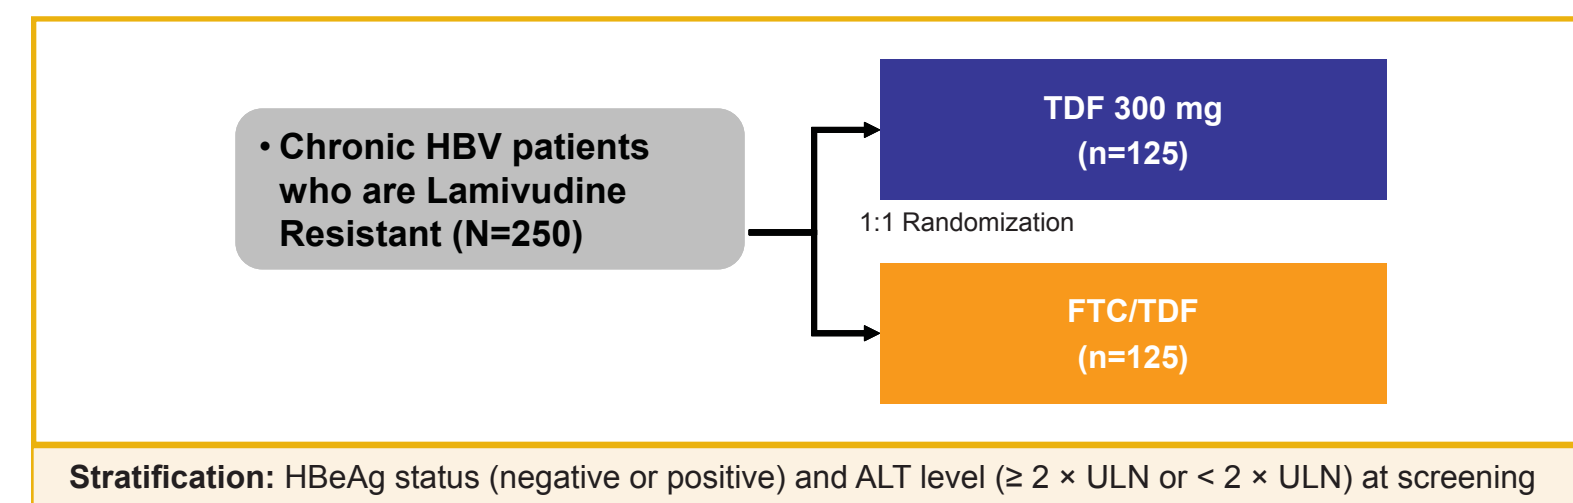 • Chronic HBV patients
who are Lamivudine
Resistant (N=250)
TDF 300 mg
(n=125)
1:1 Randomization
FTC/TDF
(n=125)
Stratification: HBeAg status (negative or positive) and ALT level (≥ 2 × ULN or < 2 × ULN) at screening